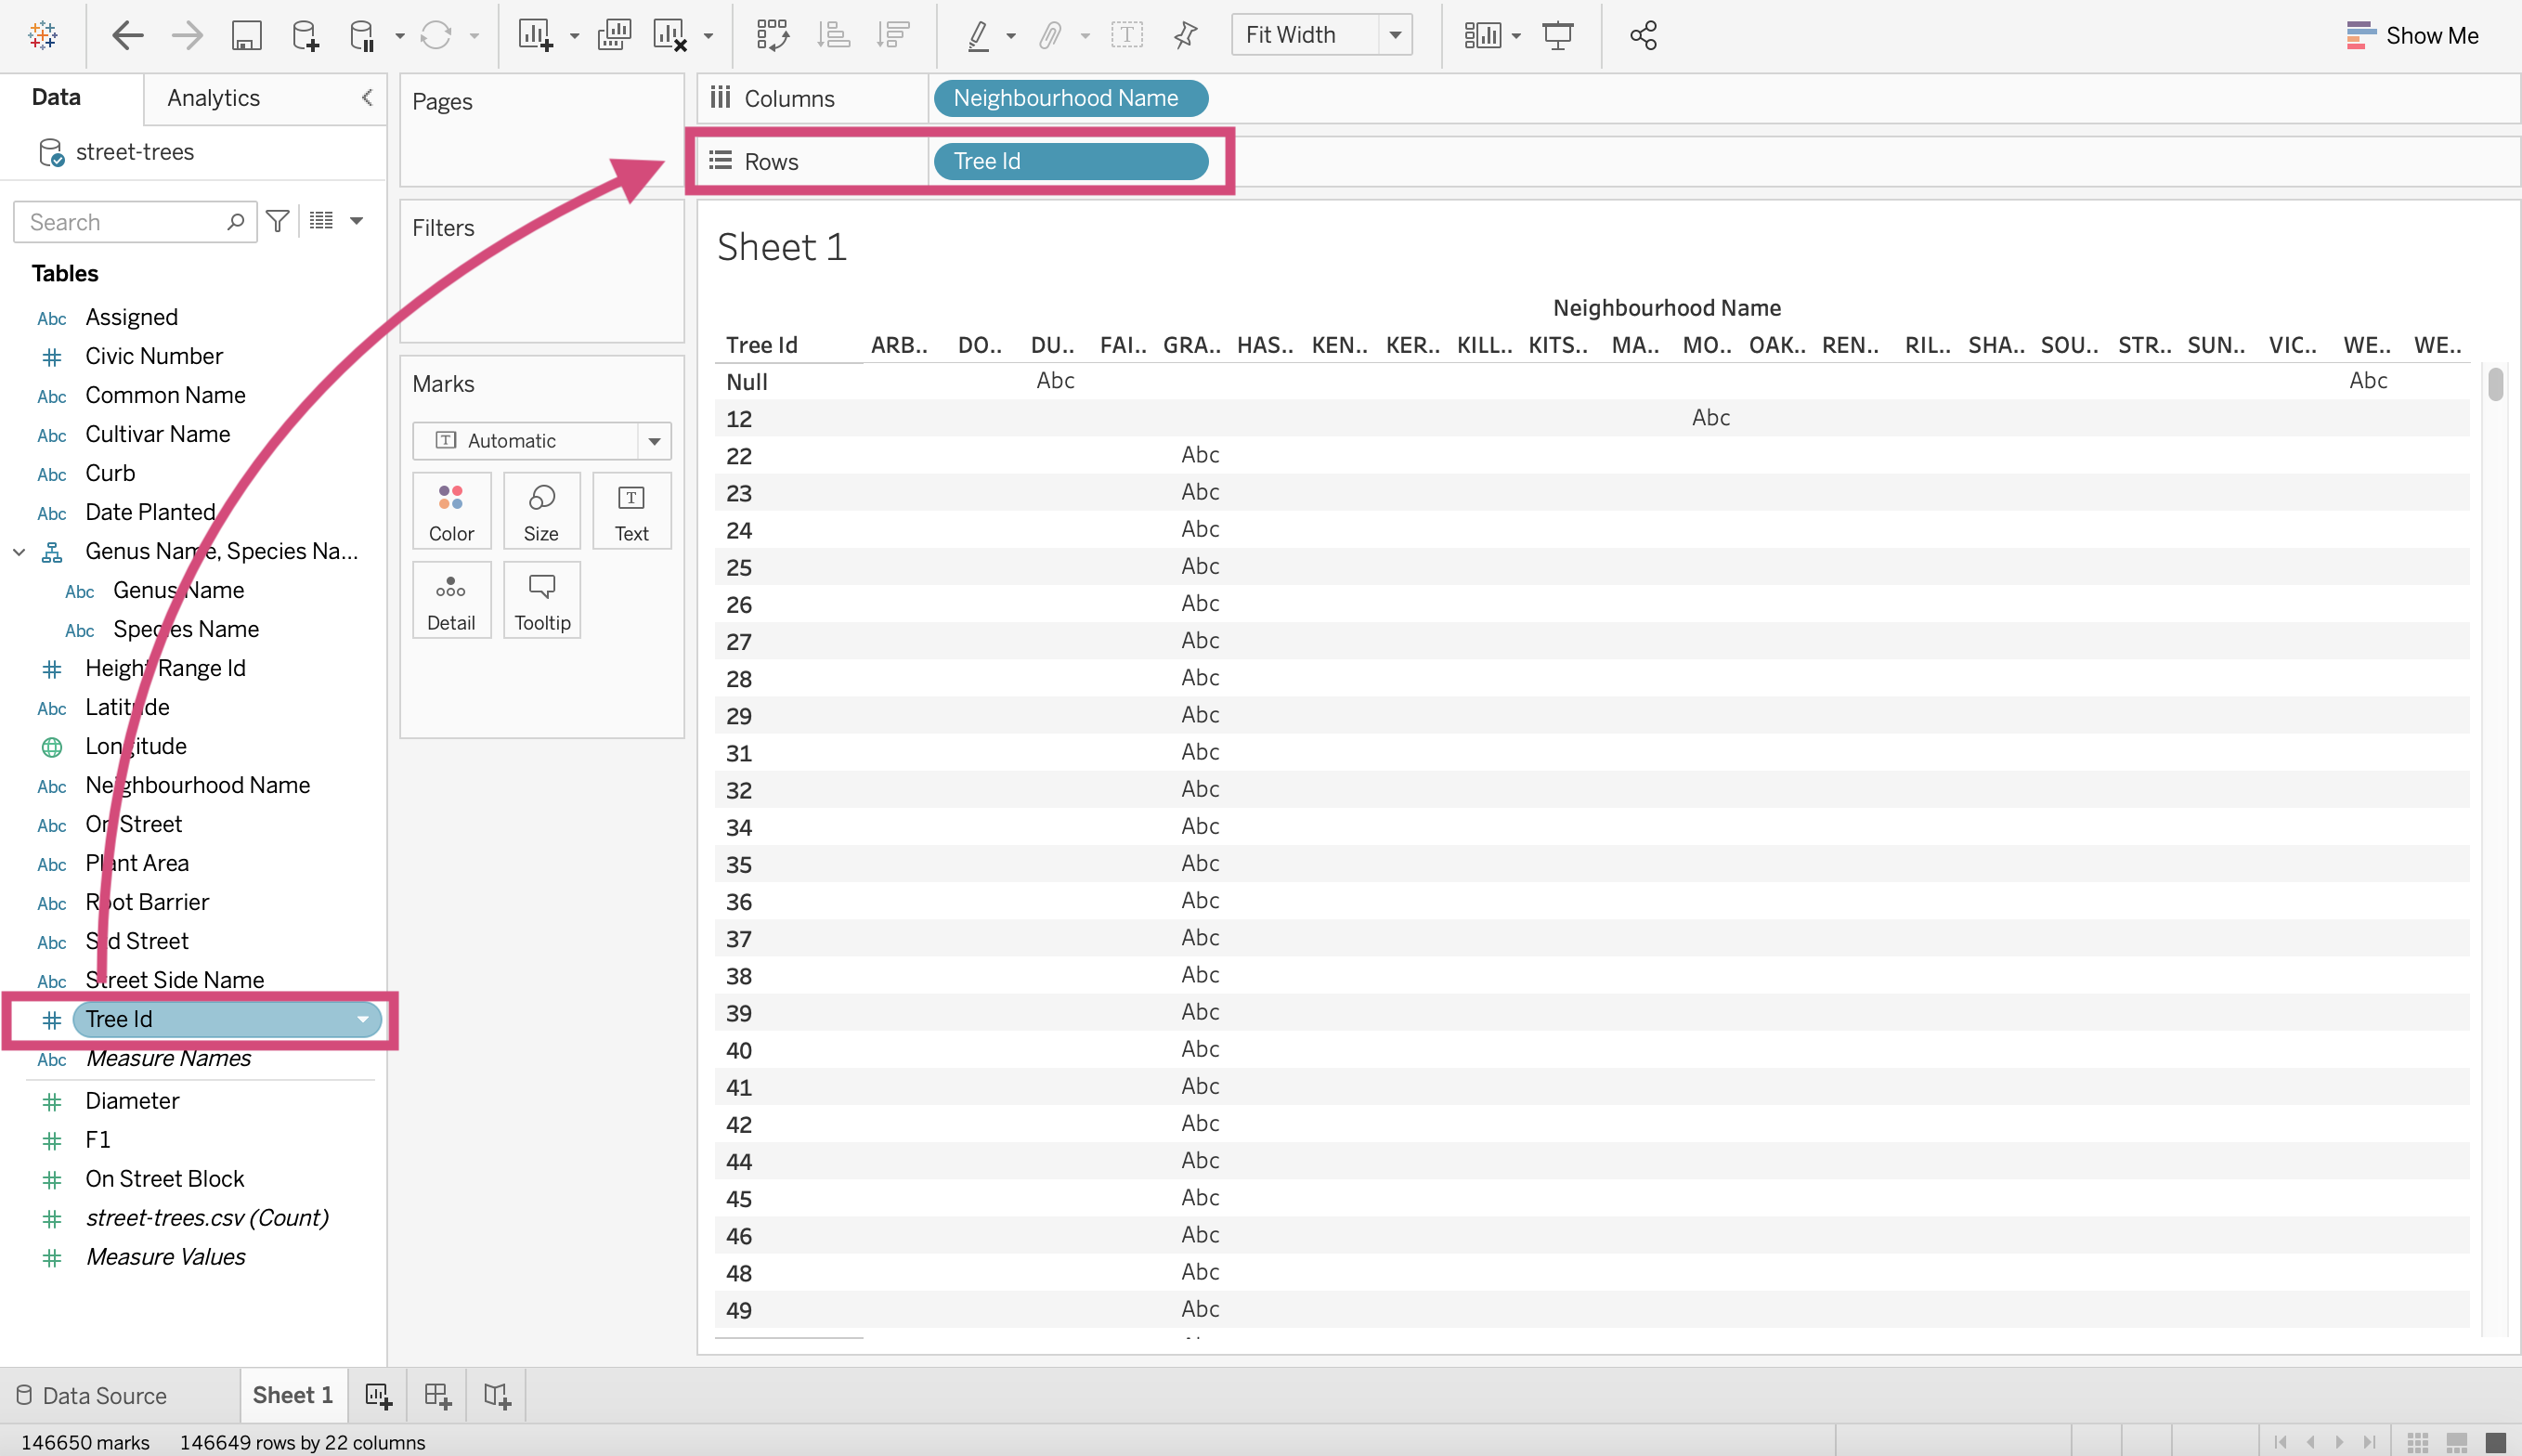 Fit Width
Show Me
Data
Analytics
street-trees
Search
Tables
Abc Assigned
Civic Number
Abc Common Name
Abc Cultivar Name
Abc Curb
Abc Date Planted
Genus Name, Species Na...
Abc Genus Name
Abc Species Name
Height Range Id
Abc Latitude
Longitude
Abc Neighbourhood Name
Abc On Street
Abc Plant Area
Abc Root Barrier
Abc Std Street
Abc Street Side Name
Tree Id
Abc Measure Names
Diameter
F1
On Street Block
street-trees.csv (Count)
Measure Values
Pages
Filters
Marks
T Automatic
Color
Size
T Text
Detail
Tooltip
Columns Neighbourhood Name
Rows Tree Id
Sheet 1
Neighbourhood Name
Tree Id ARB.. DO.. DU.. FAI.. GRA.. HAS.. KEN.. KER.. KILL.. KITS.. MA.. MO.. OAK.. REN.. RIL.. SHA.. SOU.. STR.. SUN.. VIC.. WE.. WE..
Null Abc Abc
12 Abc
22 Abc
23 Abc
24 Abc
25 Abc
26 Abc
27 Abc
28 Abc
29 Abc
31 Abc
32 Abc
34 Abc
35 Abc
36 Abc
37 Abc
38 Abc
39 Abc
40 Abc
41 Abc
42 Abc
44 Abc
45 Abc
46 Abc
48 Abc
49 Abc
Data Source
Sheet 1
146650 marks 146649 rows by 22 columns